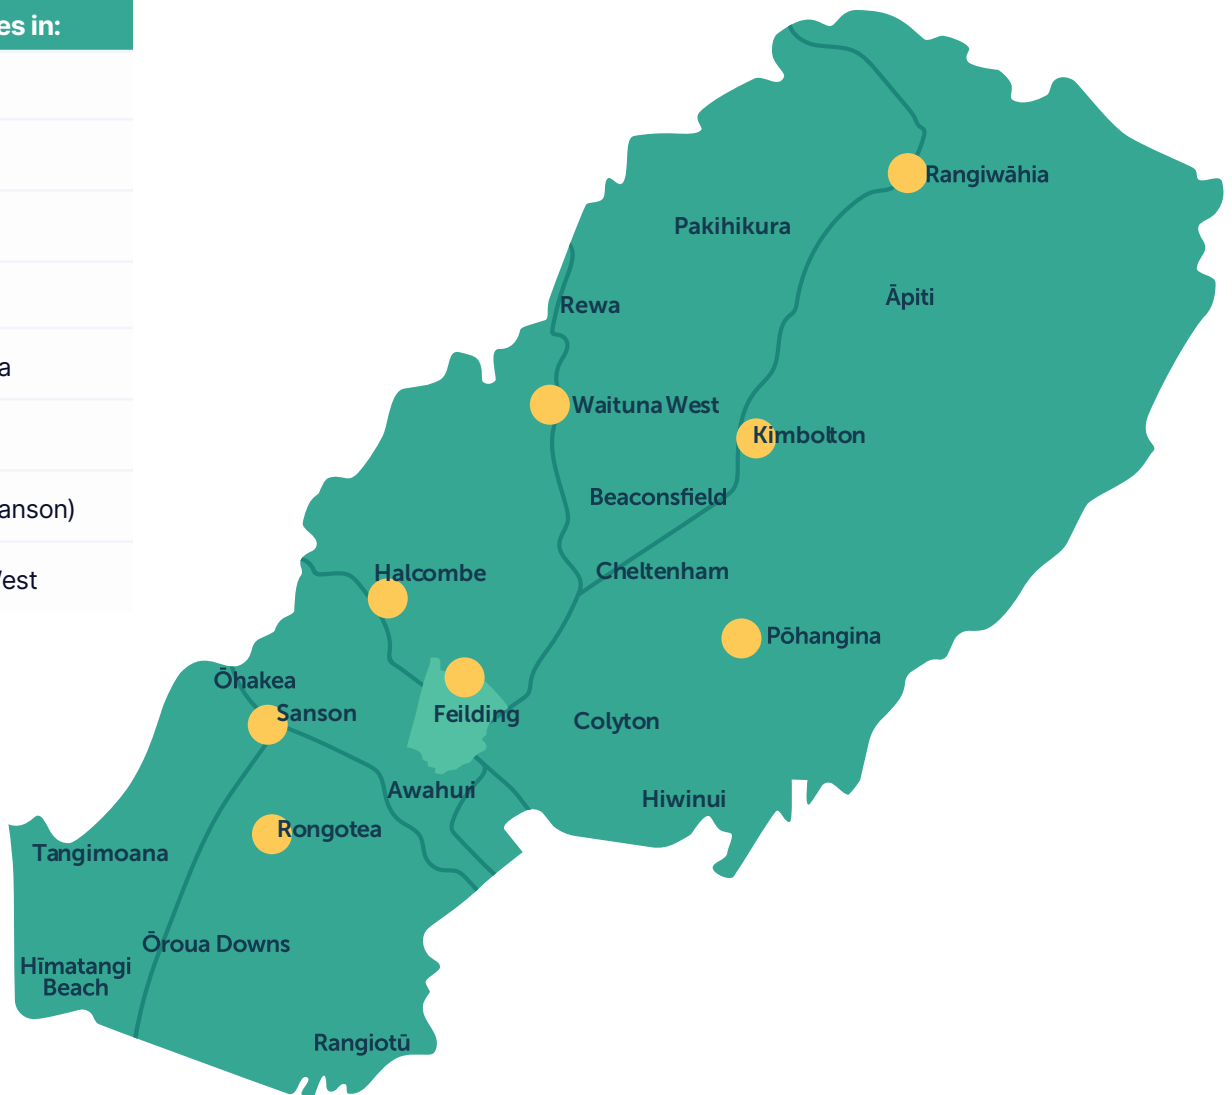 es in:
a
anson)
est
Rangiwāhia
Pakihikura
Āpiti
Rewa
Waituna West
Kimbolton
Beaconsfield
Cheltenham
Halcombe
Pōhangina
Ōhakea
Sanson
Feilding
Colyton
Awahuri
Hiwinui
Rongotea
Tangimoana
Ōroua Downs
Hīmatangi
Beach
Rangiotū